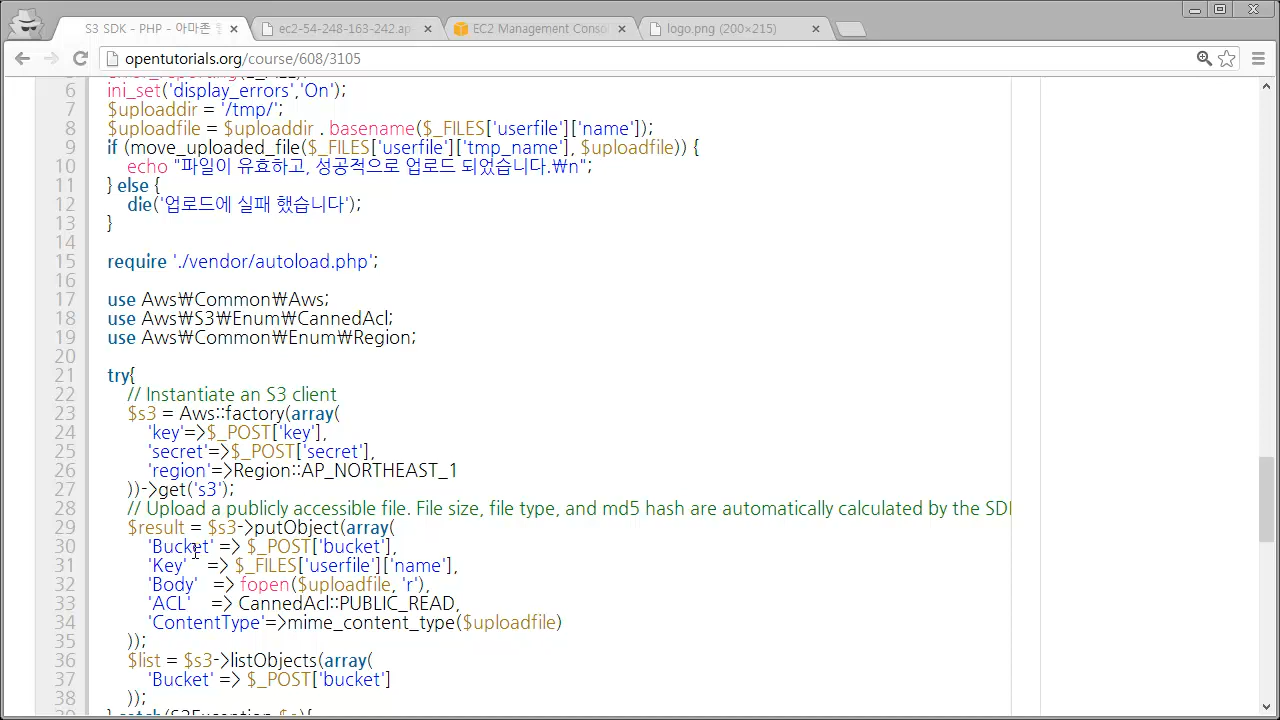 S3 SDK - PHP - 아마존
ec2-54-248-163-242.ap-
EC2 Management Consol
logo.png (200×215)
opentutorials.org/course/608/3105
6 ini_set('display_errors','On');
7 $uploaddir = '/tmp/';
8 $uploadfile = $uploaddir . basename($_FILES['userfile']['name']);
9 if (move_uploaded_file($_FILES['userfile']['tmp_name'], $uploadfile)) {
10 echo "파일이 유효하고, 성공적으로 업로드 되었습니다.₩n";
11 } else {
12 die('업로드에 실패 했습니다');
13 }
14
15 require './vendor/autoload.php';
16
17 use Aws₩Common₩Aws;
18 use Aws₩S3₩Enum₩CannedAcl;
19 use Aws₩Common₩Enum₩Region;
20
21 try{
22 // Instantiate an S3 client
23 $s3 = Aws::factory(array(
24 'key'=>$_POST['key'],
25 'secret'=>$_POST['secret'],
26 'region'=>Region::AP_NORTHEAST_1
27 ))->get('s3');
28 // Upload a publicly accessible file. File size, file type, and md5 hash are automatically calculated by the SDI
29 $result = $s3->putObject(array(
30 'Bucket' => $_POST['bucket'],
31 'Key' => $_FILES['userfile']['name'],
32 'Body' => fopen($uploadfile, 'r'),
33 'ACL' => CannedAcl::PUBLIC_READ,
34 'ContentType'=>mime_content_type($uploadfile)
35 ));
36 $list = $s3->listObjects(array(
37 'Bucket' => $_POST['bucket']
38 ));